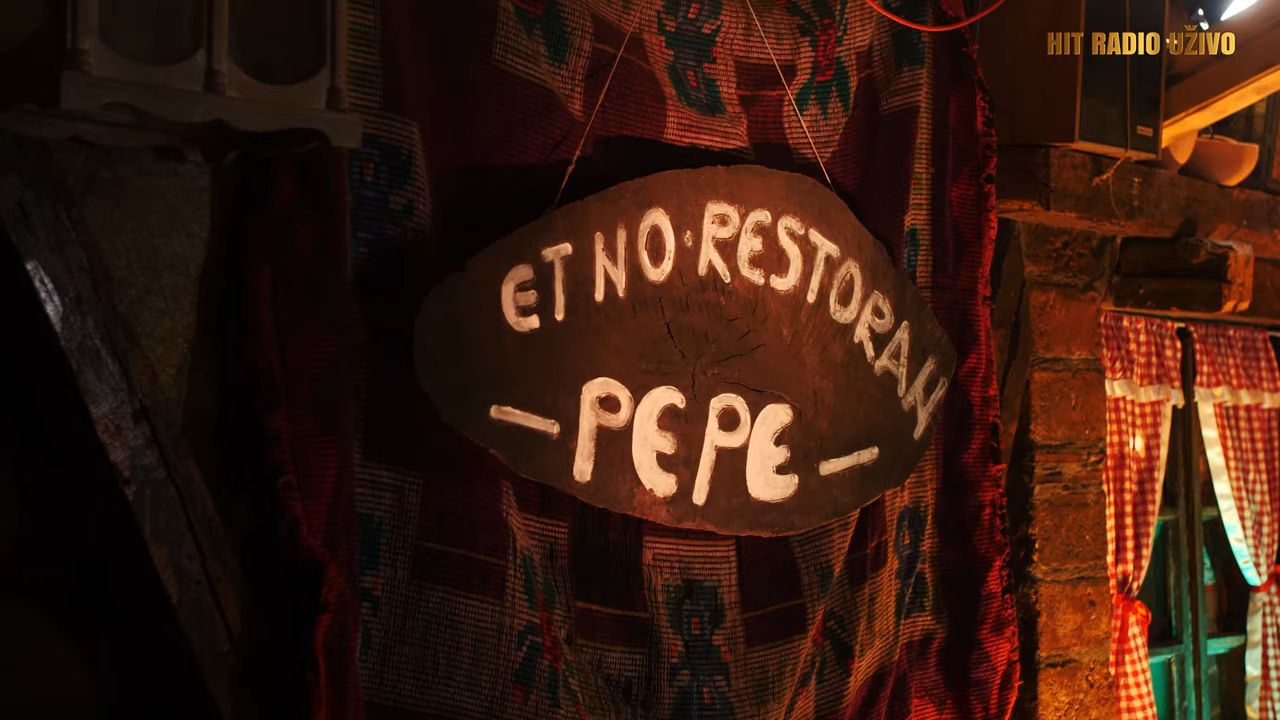 HIT RADIO UŽIVO
ETNO·RESTORAN
— PEPE —